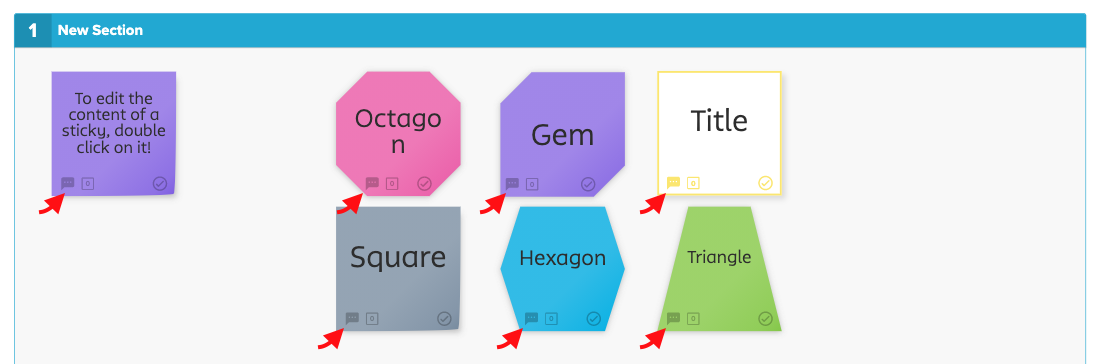 1 New Section
To edit the
content of a
sticky, double
click on it!
0
Octago
n
0
Gem
0
Title
0
Square
0
Hexagon
0
Triangle
0